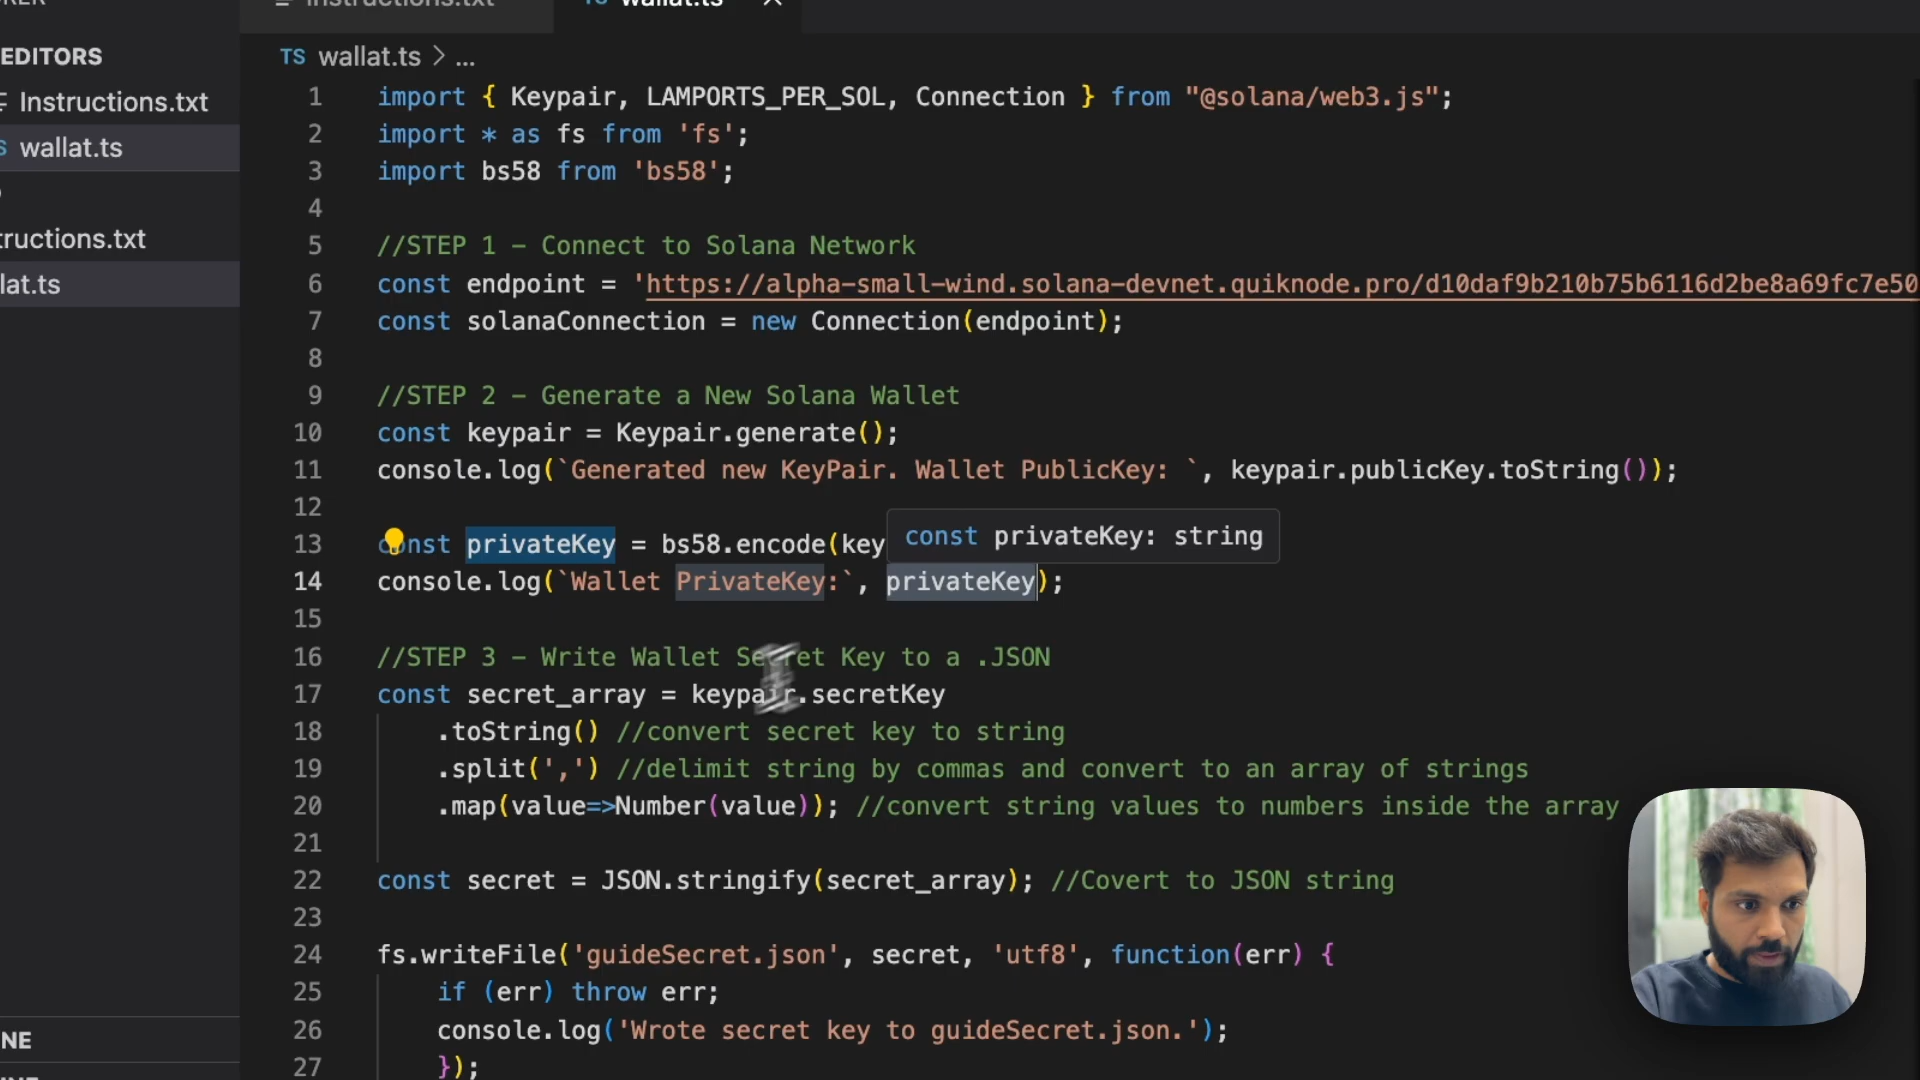 Instructions.txt
wallat.ts
EDITORS
Instructions.txt
wallat.ts
tructions.txt
lat.ts
NE
TS wallat.ts > ...
1 import { Keypair, LAMPORTS_PER_SOL, Connection } from "@solana/web3.js";
2 import * as fs from 'fs';
3 import bs58 from 'bs58';
4
5 //STEP 1 - Connect to Solana Network
6 const endpoint = 'https://alpha-small-wind.solana-devnet.quiknode.pro/d10daf9b210b75b6116d2be8a69fc7e50
7 const solanaConnection = new Connection(endpoint);
8
9 //STEP 2 - Generate a New Solana Wallet
10 const keypair = Keypair.generate();
11 console.log(`Generated new KeyPair. Wallet PublicKey: `, keypair.publicKey.toString());
12
13 const privateKey = bs58.encode(key
const privateKey: string
14 console.log(`Wallet PrivateKey:`, privateKey);
15
16 //STEP 3 - Write Wallet Secret Key to a .JSON
17 const secret_array = keypair.secretKey
18 .toString() //convert secret key to string
19 .split(',') //delimit string by commas and convert to an array of strings
20 .map(value=>Number(value)); //convert string values to numbers inside the array
21
22 const secret = JSON.stringify(secret_array); //Covert to JSON string
23
24 fs.writeFile('guideSecret.json', secret, 'utf8', function(err) {
25 if (err) throw err;
26 console.log('Wrote secret key to guideSecret.json.');
27 });